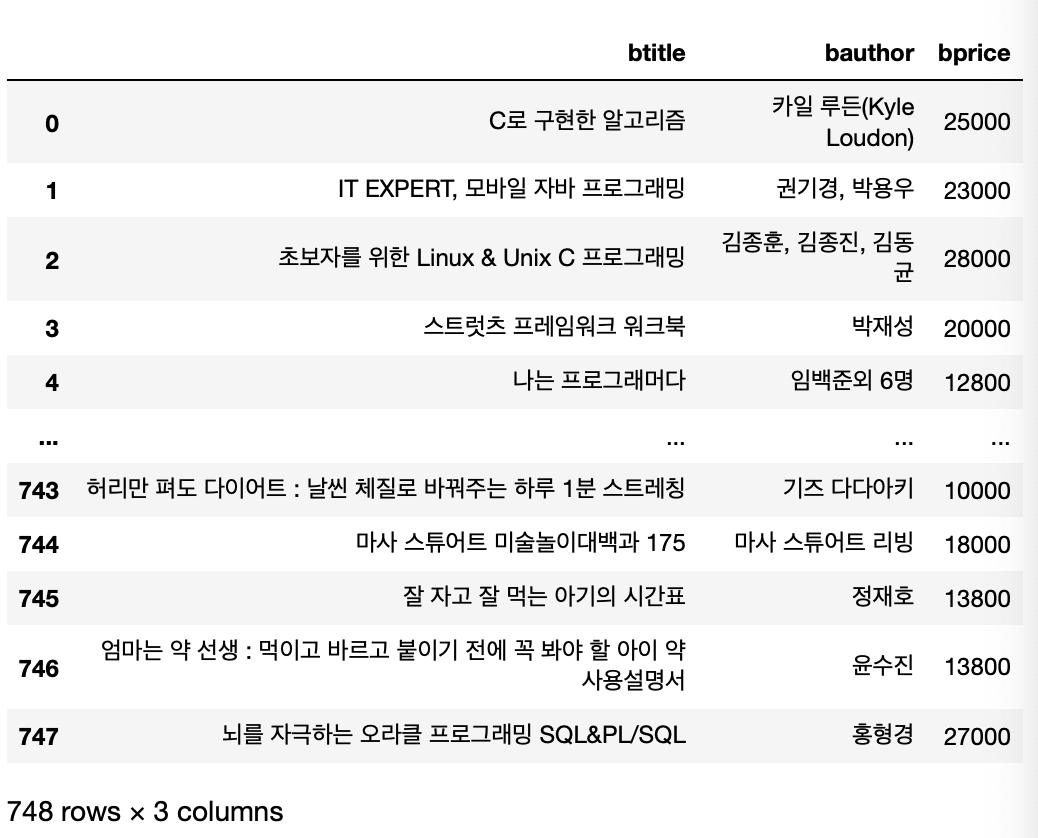 btitle bauthor bprice
0 C로 구현한 알고리즘 카일 루든(Kyle Loudon) 25000
1 IT EXPERT, 모바일 자바 프로그래밍 권기경, 박용우 23000
2 초보자를 위한 Linux & Unix C 프로그래밍 김종훈, 김종진, 김동균 28000
3 스트럿츠 프레임워크 워크북 박재성 20000
4 나는 프로그래머다 임백준외 6명 12800
... ... ... ...
743 허리만 펴도 다이어트 : 날씬 체질로 바꿔주는 하루 1분 스트레칭 기즈 다다아키 10000
744 마사 스튜어트 미술놀이대백과 175 마사 스튜어트 리빙 18000
745 잘 자고 잘 먹는 아기의 시간표 정재호 13800
746 엄마는 약 선생 : 먹이고 바르고 붙이기 전에 꼭 봐야 할 아이 약 사용설명서 윤수진 13800
747 뇌를 자극하는 오라클 프로그래밍 SQL&PL/SQL 홍형경 27000
748 rows × 3 columns